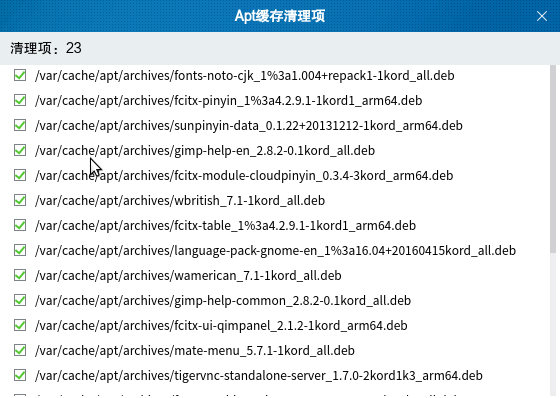 Apt缓存清理项
清理项：23
/var/cache/apt/archives/fonts-noto-cjk_1%3a1.004+repack1-1kord_all.deb
/var/cache/apt/archives/fcitx-pinyin_1%3a4.2.9.1-1kord1_arm64.deb
/var/cache/apt/archives/sunpinyin-data_0.1.22+20131212-1kord_arm64.deb
/var/cache/apt/archives/gimp-help-en_2.8.2-0.1kord_all.deb
/var/cache/apt/archives/fcitx-module-cloudpinyin_0.3.4-3kord_arm64.deb
/var/cache/apt/archives/wbritish_7.1-1kord_all.deb
/var/cache/apt/archives/fcitx-table_1%3a4.2.9.1-1kord1_arm64.deb
/var/cache/apt/archives/language-pack-gnome-en_1%3a16.04+20160415kord_all.deb
/var/cache/apt/archives/wamerican_7.1-1kord_all.deb
/var/cache/apt/archives/gimp-help-common_2.8.2-0.1kord_all.deb
/var/cache/apt/archives/fcitx-ui-qimpanel_2.1.2-1kord_arm64.deb
/var/cache/apt/archives/mate-menu_5.7.1-1kord_all.deb
/var/cache/apt/archives/tigervnc-standalone-server_1.7.0-2kord1k3_arm64.deb